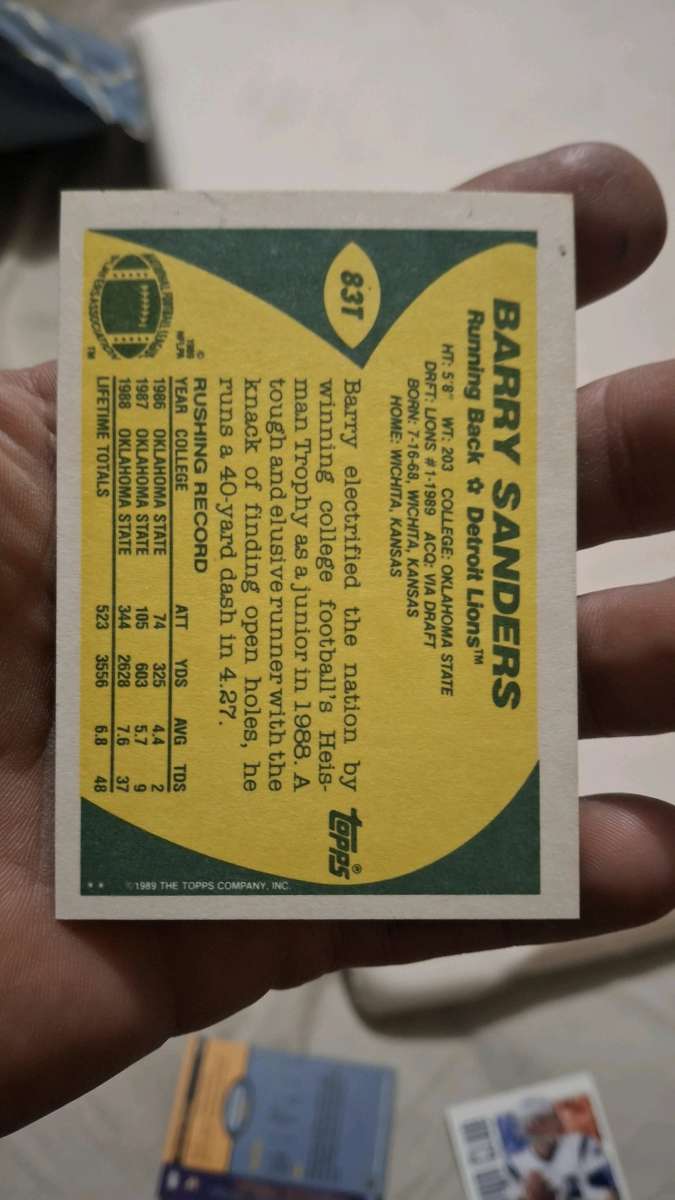 83T
BARRY SANDERS
Running Back ☆ Detroit Lions™
HT: 5'8" WT: 203 COLLEGE: OKLAHOMA STATE
DRFT: LIONS #1-1989 ACQ: VIA DRAFT
BORN: 7-16-68, WICHITA, KANSAS
HOME: WICHITA, KANSAS
Barry electrified the nation by
winning college football's Heis-
man Trophy as a junior in 1988. A
tough and elusive runner with the
knack of finding open holes, he
runs a 40-yard dash in 4.27.
topps®
RUSHING RECORD
YEAR COLLEGE ATT YDS AVG TDS
1986 OKLAHOMA STATE 74 325 4.4 2
1987 OKLAHOMA STATE 105 603 5.7 9
1988 OKLAHOMA STATE 344 2628 7.6 37
LIFETIME TOTALS 523 3556 6.8 48
©
1989
NFLPA
TM
** ©1989 THE TOPPS COMPANY, INC.